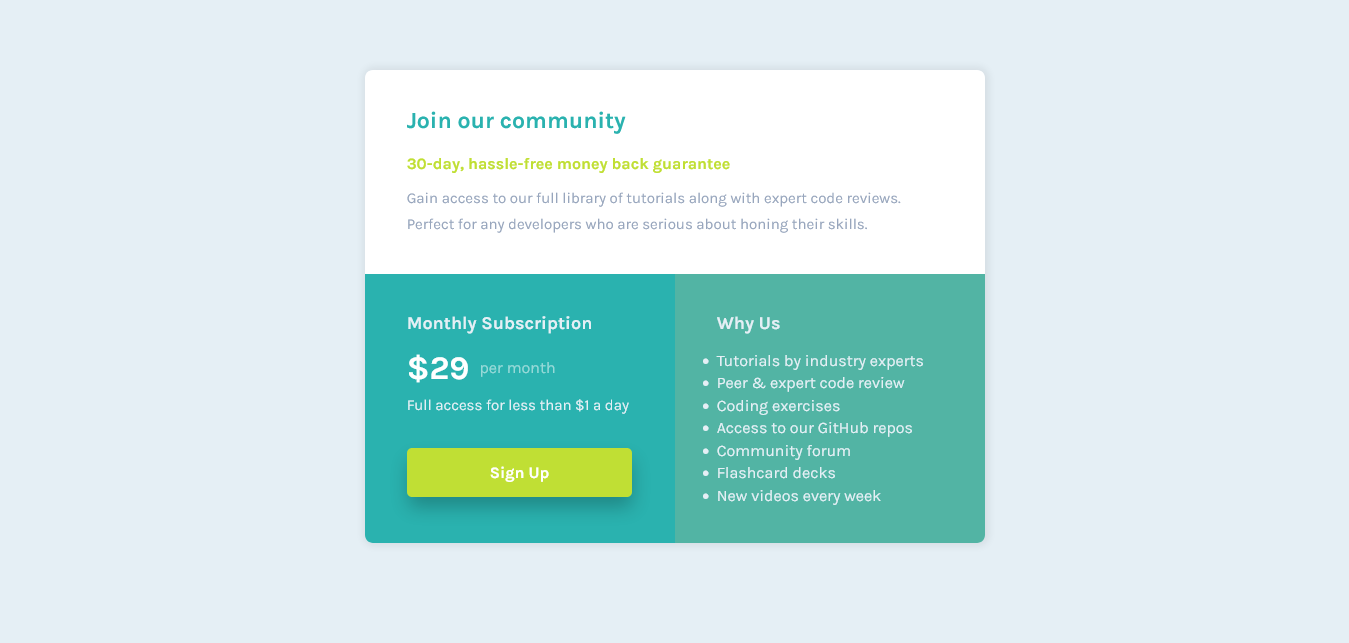 Join our community
30-day, hassle-free money back guarantee
Gain access to our full library of tutorials along with expert code reviews.
Perfect for any developers who are serious about honing their skills.
Monthly Subscription
$29 per month
Full access for less than $1 a day
Sign Up
Why Us
Tutorials by industry experts
Peer & expert code review
Coding exercises
Access to our GitHub repos
Community forum
Flashcard decks
New videos every week